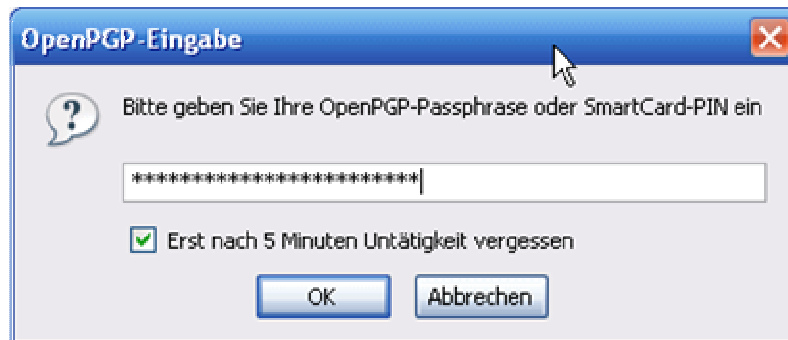 OpenPGP-Eingabe
Bitte geben Sie Ihre OpenPGP-Passphrase oder SmartCard-PIN ein
************************
Erst nach 5 Minuten Untätigkeit vergessen
OK
Abbrechen